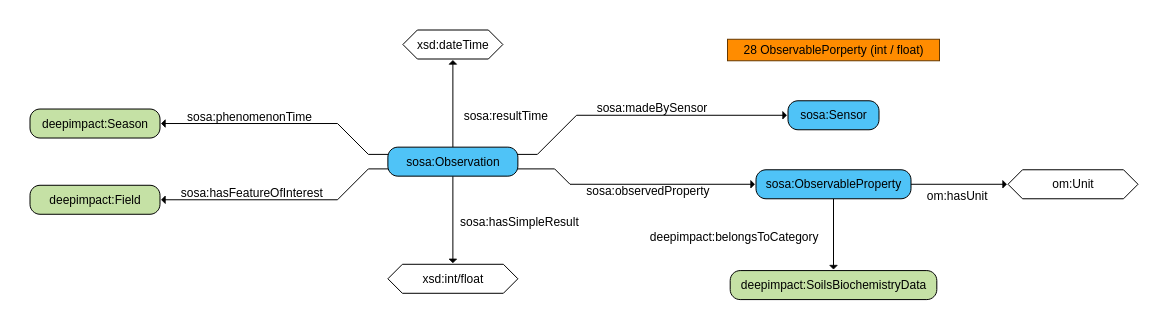 xsd:dateTime
28 ObservablePorperty (int / float)
sosa:madeBySensor
sosa:resultTime
sosa:Sensor
sosa:phenomenonTime
deepimpact:Season
sosa:Observation
sosa:hasFeatureOfInterest
sosa:observedProperty
sosa:ObservableProperty
om:hasUnit
om:Unit
deepimpact:Field
sosa:hasSimpleResult
deepimpact:belongsToCategory
xsd:int/float
deepimpact:SoilsBiochemistryData